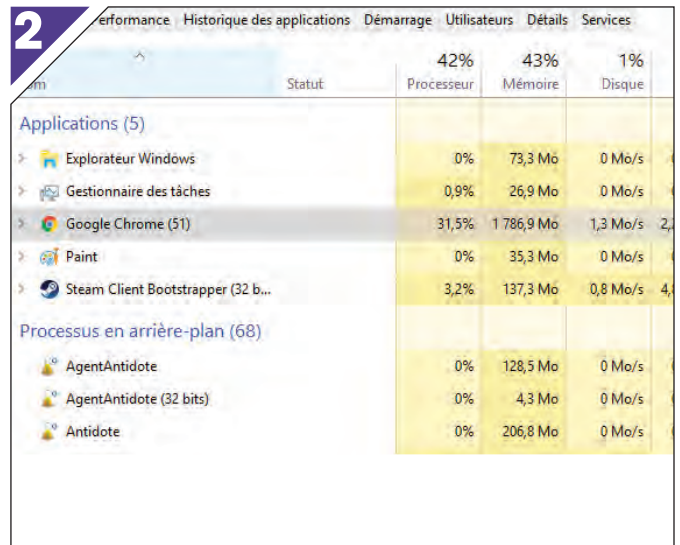 2
Performance Historique des applications Démarrage Utilisateurs Détails Services
42% 43% 1%
Statut Processeur Mémoire Disque
Applications (5)
Explorateur Windows 0% 73,3 Mo 0 Mo/s
Gestionnaire des tâches 0,9% 26,9 Mo 0 Mo/s
Google Chrome (51) 31,5% 1 786,9 Mo 1,3 Mo/s
Paint 0% 35,3 Mo 0 Mo/s
Steam Client Bootstrapper (32 b... 3,2% 137,3 Mo 0,8 Mo/s
Processus en arrière-plan (68)
AgentAntidote 0% 128,5 Mo 0 Mo/s
AgentAntidote (32 bits) 0% 4,3 Mo 0 Mo/s
Antidote 0% 206,8 Mo 0 Mo/s